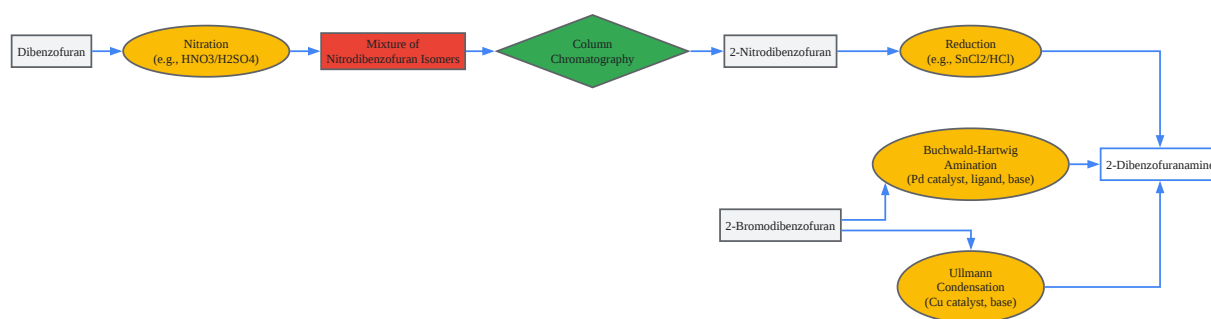 Dibenzofuran
Nitration
(e.g., HNO3/H2SO4)
Mixture of
Nitrodibenzofuran Isomers
Column
Chromatography
2-Nitrodibenzofuran
Reduction
(e.g., SnCl2/HCl)
Buchwald-Hartwig
Amination
(Pd catalyst, ligand, base)
2-Dibenzofuranamine
2-Bromodibenzofuran
Ullmann
Condensation
(Cu catalyst, base)